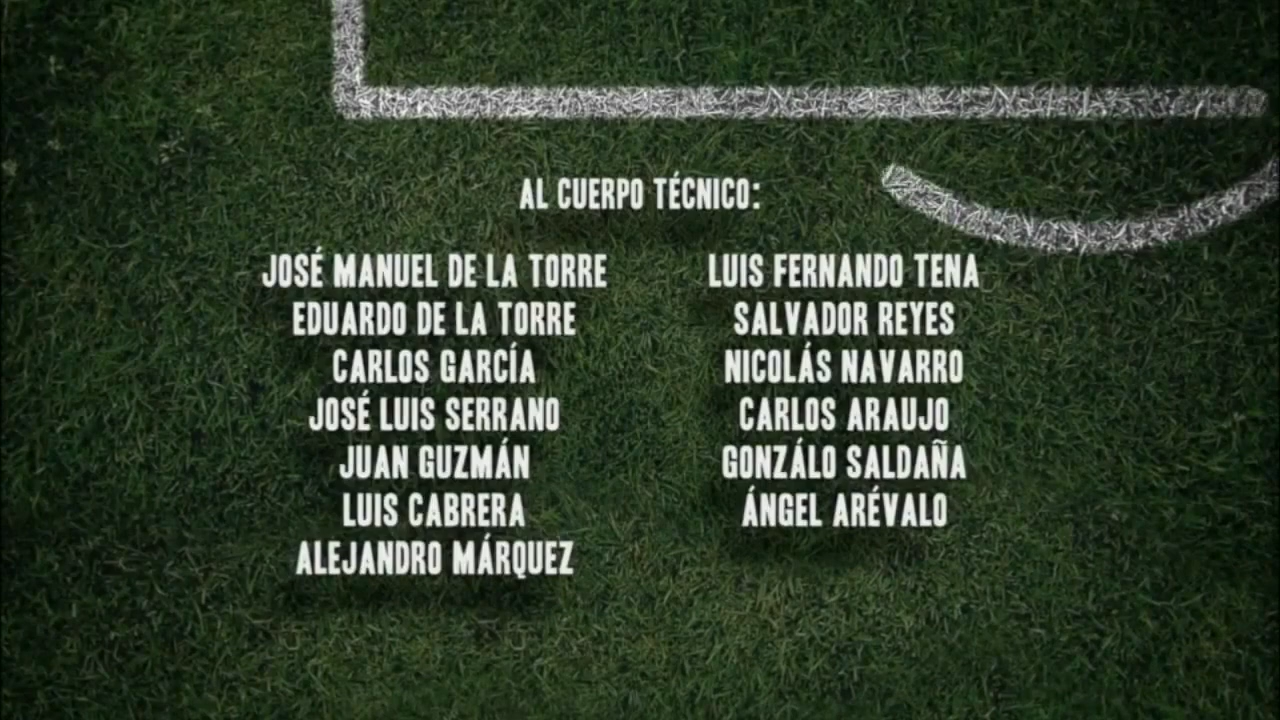 AL CUERPO TÉCNICO:
JOSÉ MANUEL DE LA TORRE
EDUARDO DE LA TORRE
CARLOS GARCÍA
JOSÉ LUIS SERRANO
JUAN GUZMÁN
LUIS CABRERA
ALEJANDRO MÁRQUEZ
LUIS FERNANDO TENA
SALVADOR REYES
NICOLÁS NAVARRO
CARLOS ARAUJO
GONZÁLO SALDAÑA
ÁNGEL ARÉVALO